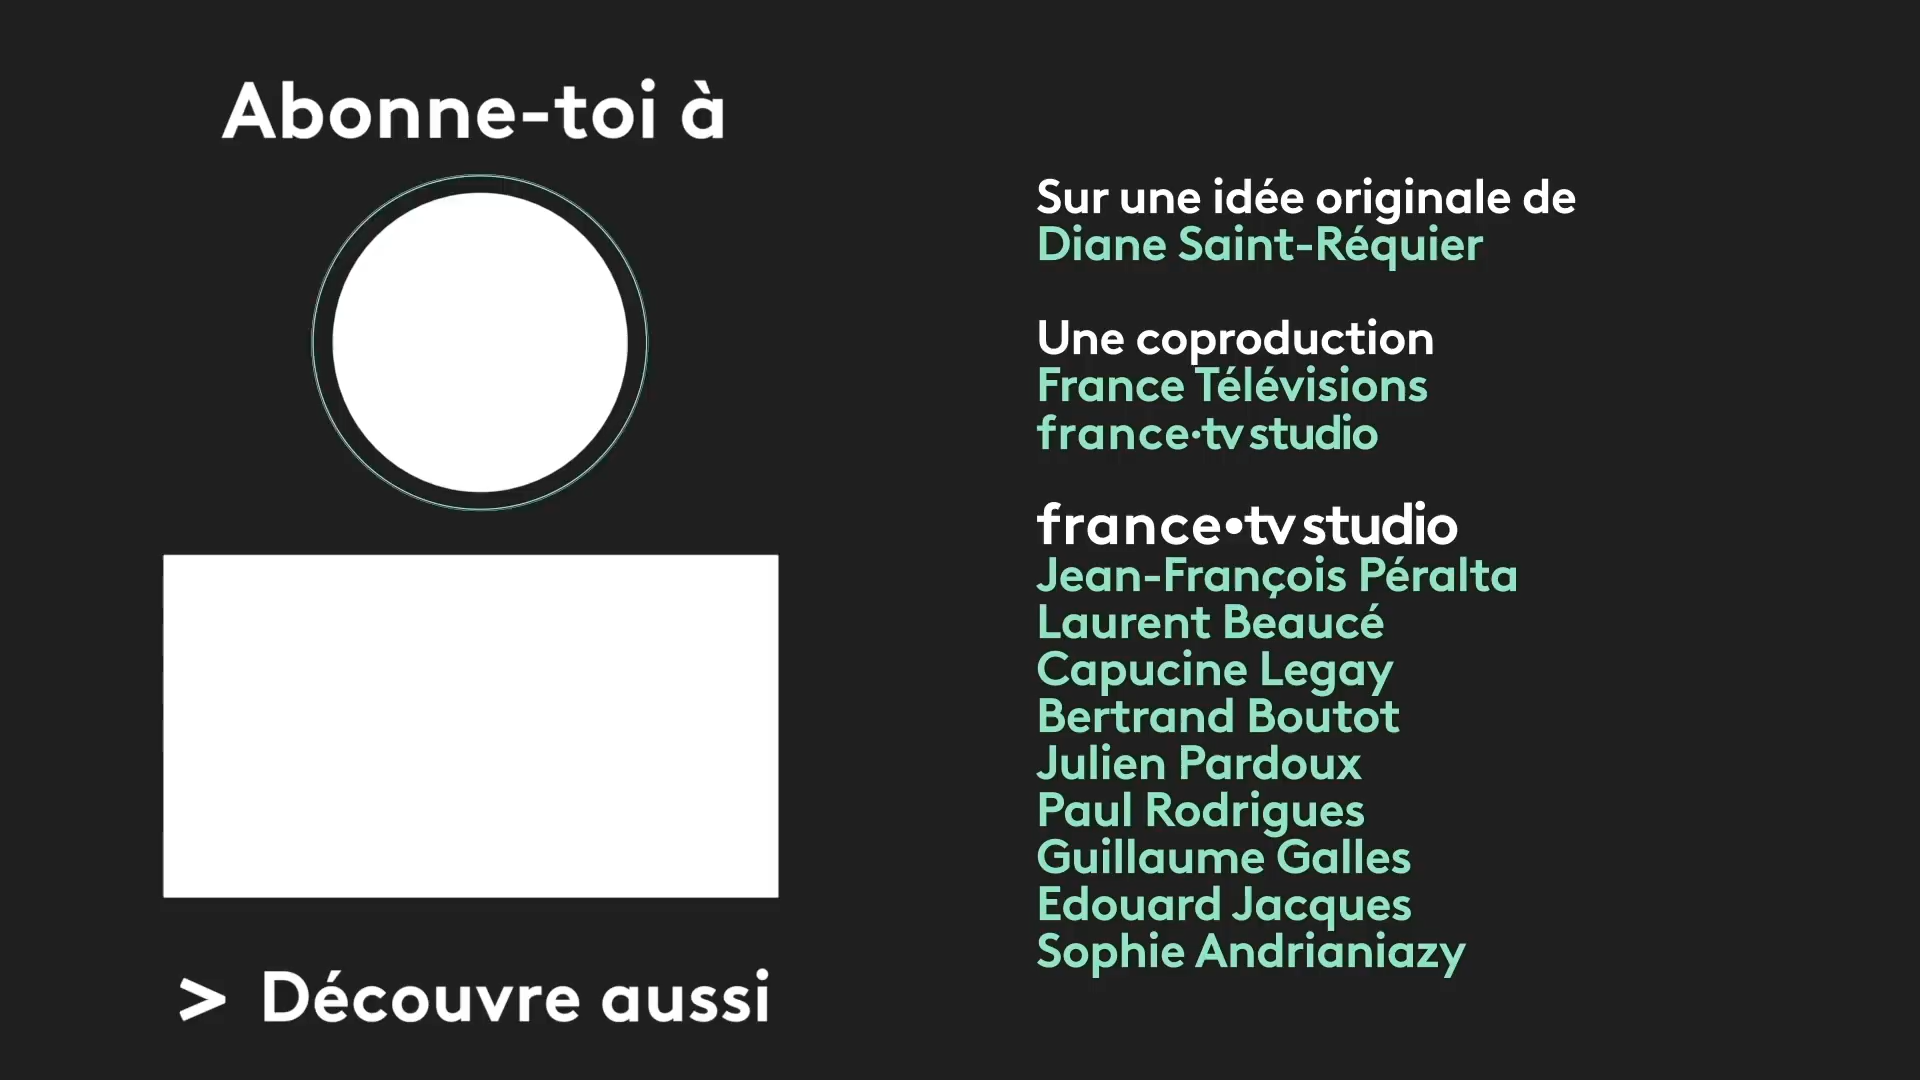 Abonne-toi à
> Découvre aussi
Sur une idée originale de
Diane Saint-Réquier
Une coproduction
France Télévisions
france•tv studio
france•tv studio
Jean-François Péralta
Laurent Beaucé
Capucine Legay
Bertrand Boutot
Julien Pardoux
Paul Rodrigues
Guillaume Galles
Edouard Jacques
Sophie Andrianiazy